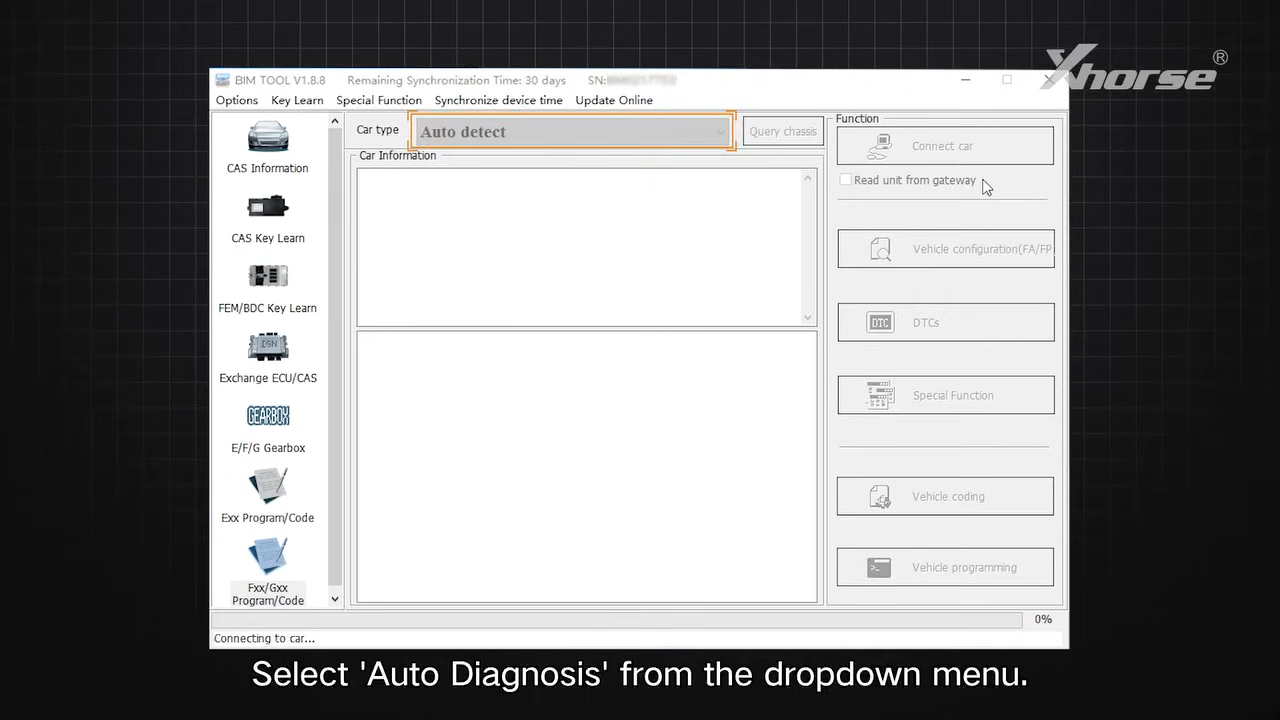 Xhorse®
BIM TOOL V1.8.8 Remaining Synchronization Time: 30 days SN:
Options Key Learn Special Function Synchronize device time Update Online
CAS Information
CAS Key Learn
FEM/BDC Key Learn
ISN
Exchange ECU/CAS
GEARBOX
E/F/G Gearbox
Exx Program/Code
Fxx/Gxx
Program/Code
Car type Auto detect Query chassis
Car Information
Function
Connect car
Read unit from gateway
Vehicle configuration(FA/FP
DTC DTCs
Special Function
Vehicle coding
Vehicle programming
0%
Connecting to car...
Select 'Auto Diagnosis' from the dropdown menu.